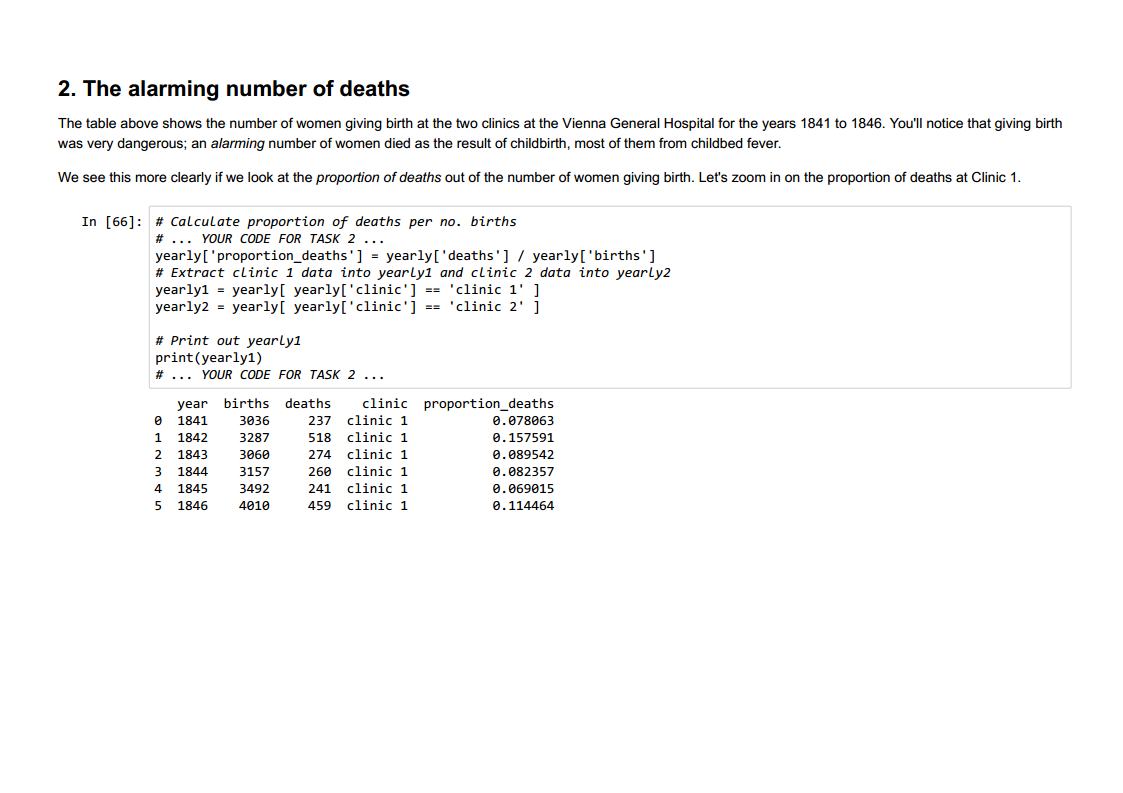 2. The alarming number of deaths
The table above shows the number of women giving birth at the two clinics at the Vienna General Hospital for the years 1841 to 1846. You'll notice that giving birth
was very dangerous; an alarming number of women died as the result of childbirth, most of them from childbed fever.
We see this more clearly if we look at the proportion of deaths out of the number of women giving birth. Let's zoom in on the proportion of deaths at Clinic 1.
In [66]: # Calculate proportion of deaths per no. births
# ... YOUR CODE FOR TASK 2 ...
yearly['proportion_deaths'] = yearly['deaths'] / yearly['births']
# Extract clinic 1 data into yearly1 and clinic 2 data into yearly2
yearly1 = yearly[ yearly['clinic'] == 'clinic 1' ]
yearly2 = yearly[ yearly['clinic'] == 'clinic 2' ]
# Print out yearly1
print(yearly1)
# ... YOUR CODE FOR TASK 2 ...
year births deaths clinic proportion_deaths
0 1841 3036 237 clinic 1 0.078063
1 1842 3287 518 clinic 1 0.157591
2 1843 3060 274 clinic 1 0.089542
3 1844 3157 260 clinic 1 0.082357
4 1845 3492 241 clinic 1 0.069015
5 1846 4010 459 clinic 1 0.114464